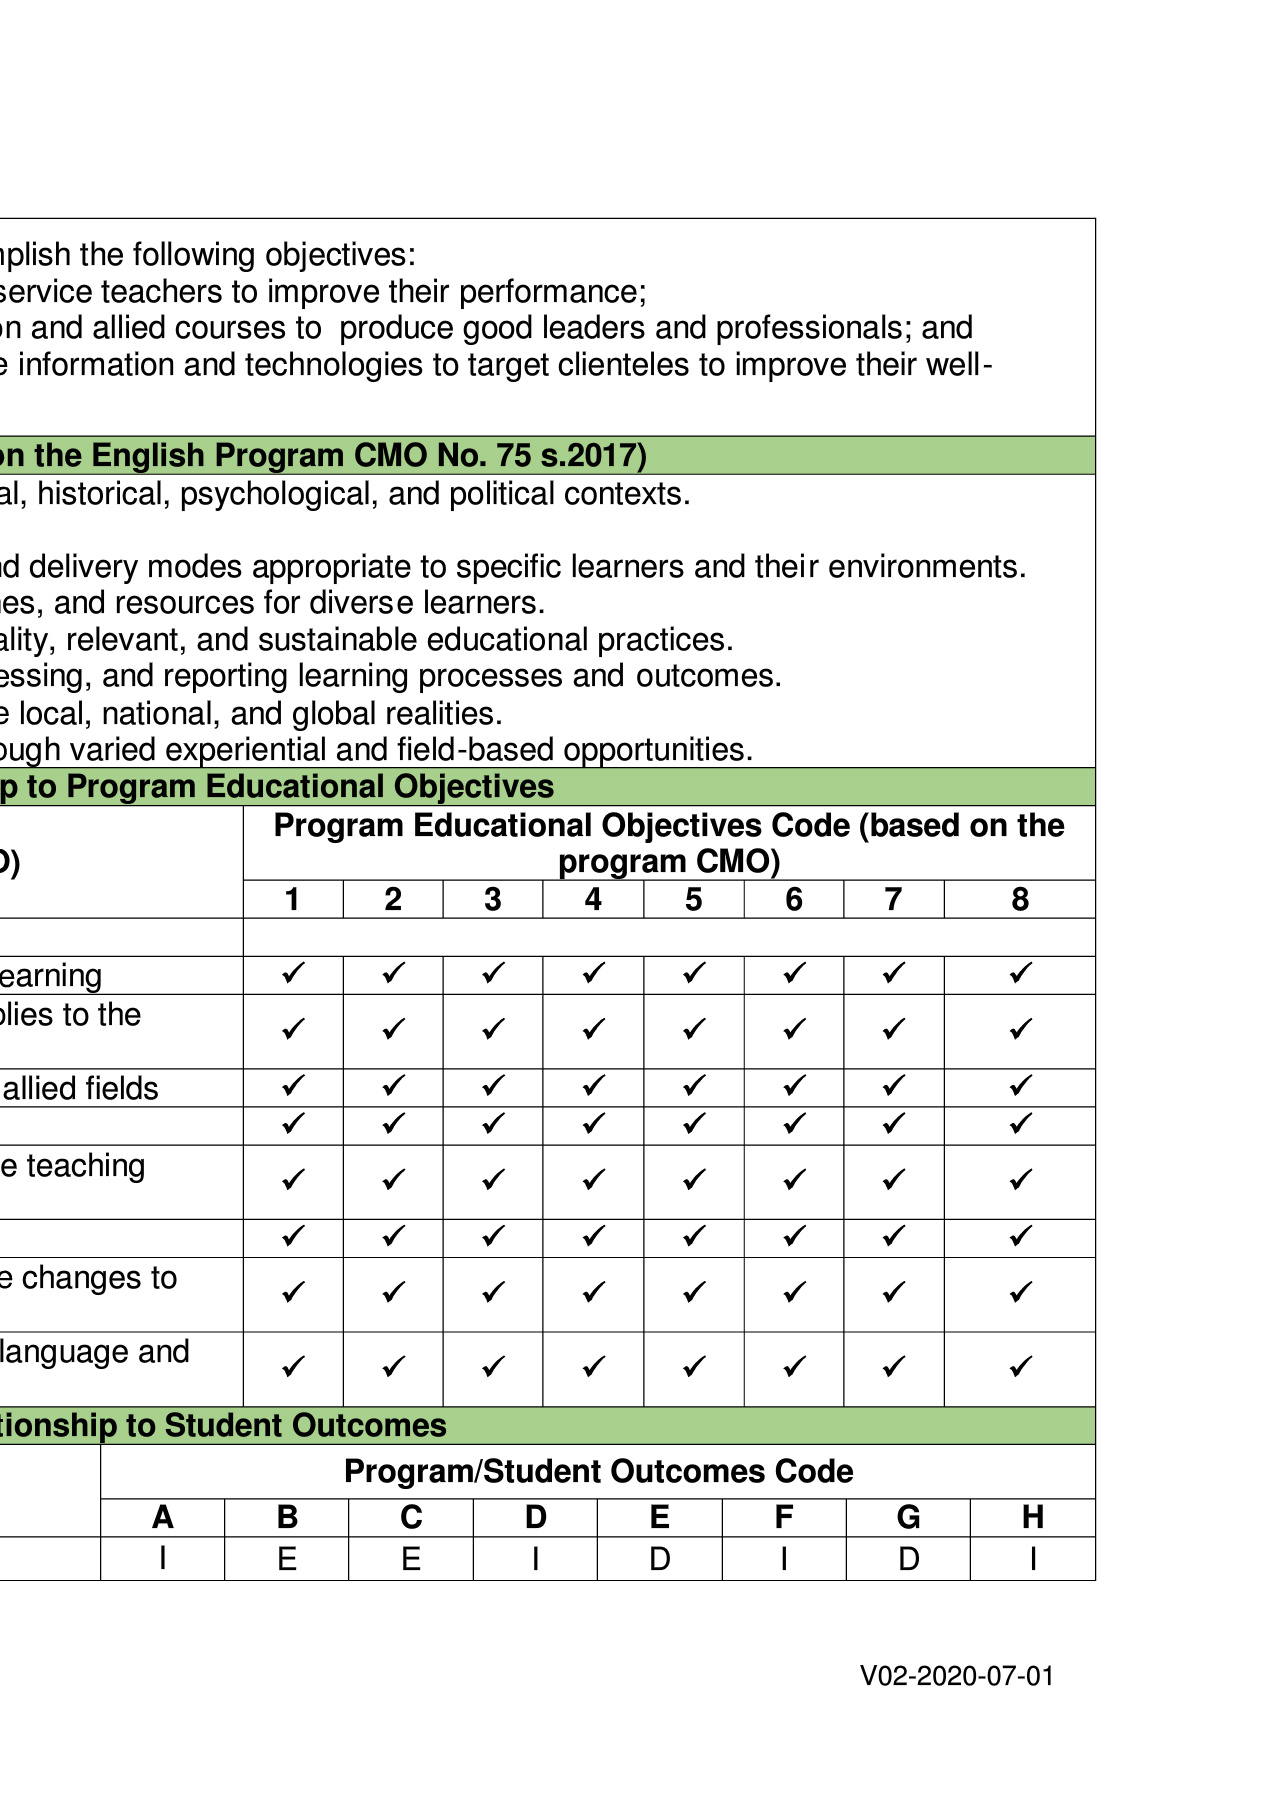 mplish the following objectives:
service teachers to improve their performance;
on and allied courses to produce good leaders and professionals; and
e information and technologies to target clienteles to improve their well-
on the English Program CMO No. 75 s.2017)
al, historical, psychological, and political contexts.
nd delivery modes appropriate to specific learners and their environments.
nes, and resources for diverse learners.
ality, relevant, and sustainable educational practices.
essing, and reporting learning processes and outcomes.
e local, national, and global realities.
ough varied experiential and field-based opportunities.
p to Program Educational Objectives
Program Educational Objectives Code (based on the
O) program CMO)
1 2 3 4 5 6 7 8
earning ✓ ✓ ✓ ✓ ✓ ✓ ✓ ✓
plies to the
✓ ✓ ✓ ✓ ✓ ✓ ✓ ✓
allied fields ✓ ✓ ✓ ✓ ✓ ✓ ✓ ✓
✓ ✓ ✓ ✓ ✓ ✓ ✓ ✓
e teaching
✓ ✓ ✓ ✓ ✓ ✓ ✓ ✓
✓ ✓ ✓ ✓ ✓ ✓ ✓ ✓
e changes to
✓ ✓ ✓ ✓ ✓ ✓ ✓ ✓
language and
✓ ✓ ✓ ✓ ✓ ✓ ✓ ✓
tionship to Student Outcomes
Program/Student Outcomes Code
A B C D E F G H
I E E I D I D I
V02-2020-07-01